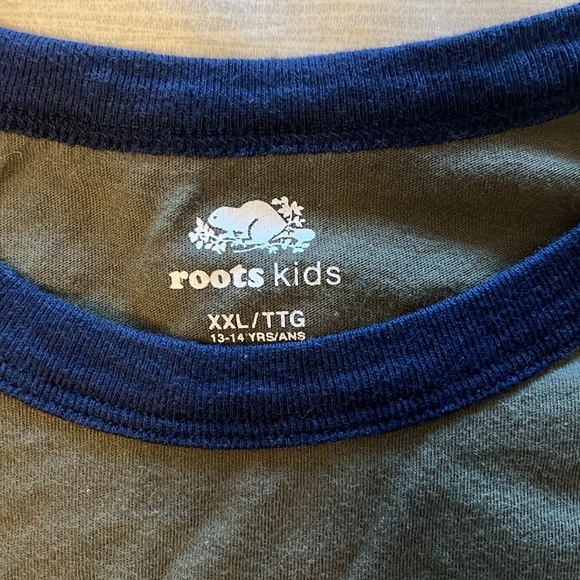 roots kids
XXL/TTG
13-14 YRS/ANS